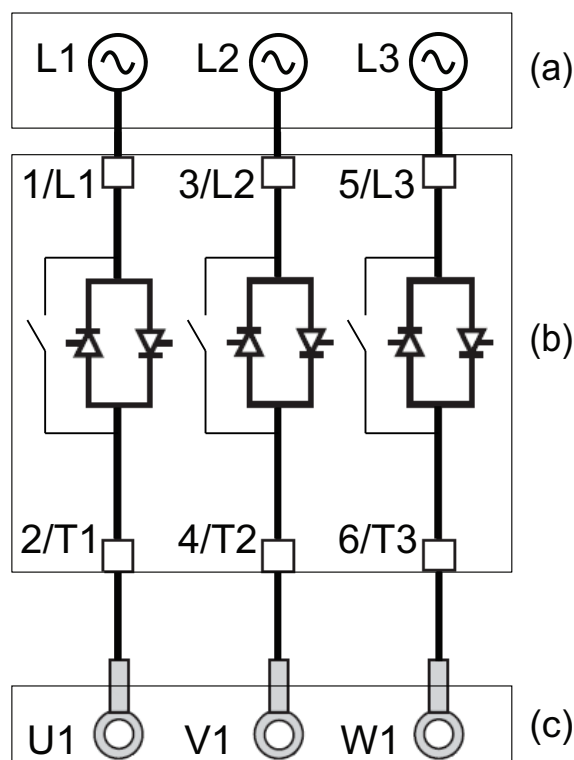 L1 L2 L3 (a)
1/L1 3/L2 5/L3
(b)
2/T1 4/T2 6/T3
U1 V1 W1 (c)